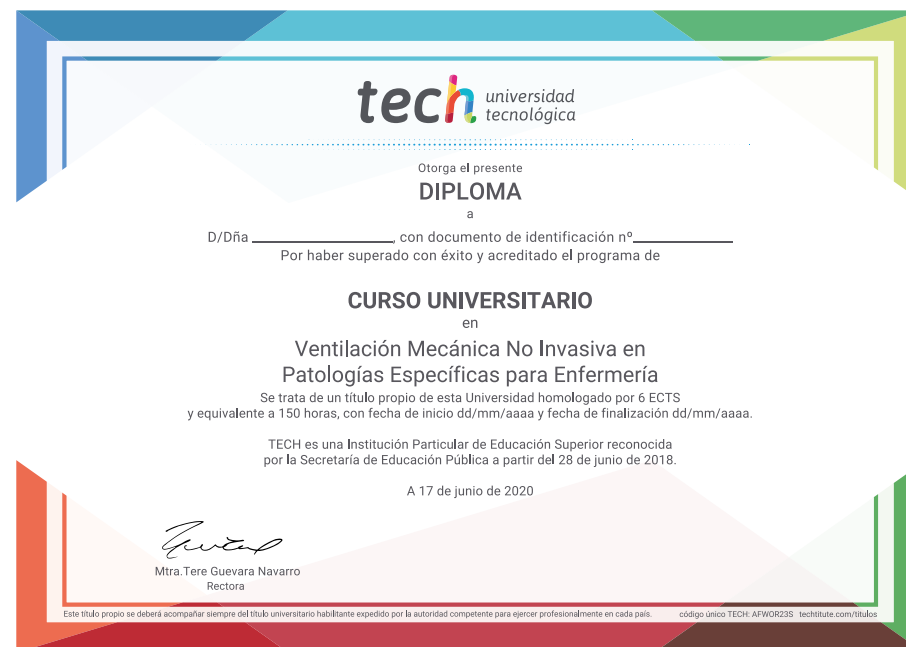 tech universidad
tecnológica
Otorga el presente
DIPLOMA
a
D/Dña ____________________, con documento de identificación nº______________
Por haber superado con éxito y acreditado el programa de
CURSO UNIVERSITARIO
en
Ventilación Mecánica No Invasiva en
Patologías Específicas para Enfermería
Se trata de un título propio de esta Universidad homologado por 6 ECTS
y equivalente a 150 horas, con fecha de inicio dd/mm/aaaa y fecha de finalización dd/mm/aaaa.
TECH es una Institución Particular de Educación Superior reconocida
por la Secretaría de Educación Pública a partir del 28 de junio de 2018.
A 17 de junio de 2020
Mtra.Tere Guevara Navarro
Rectora
Este título propio se deberá acompañar siempre del título universitario habilitante expedido por la autoridad competente para ejercer profesionalmente en cada país. código único TECH: AFWOR23S techtitute.com/títulos